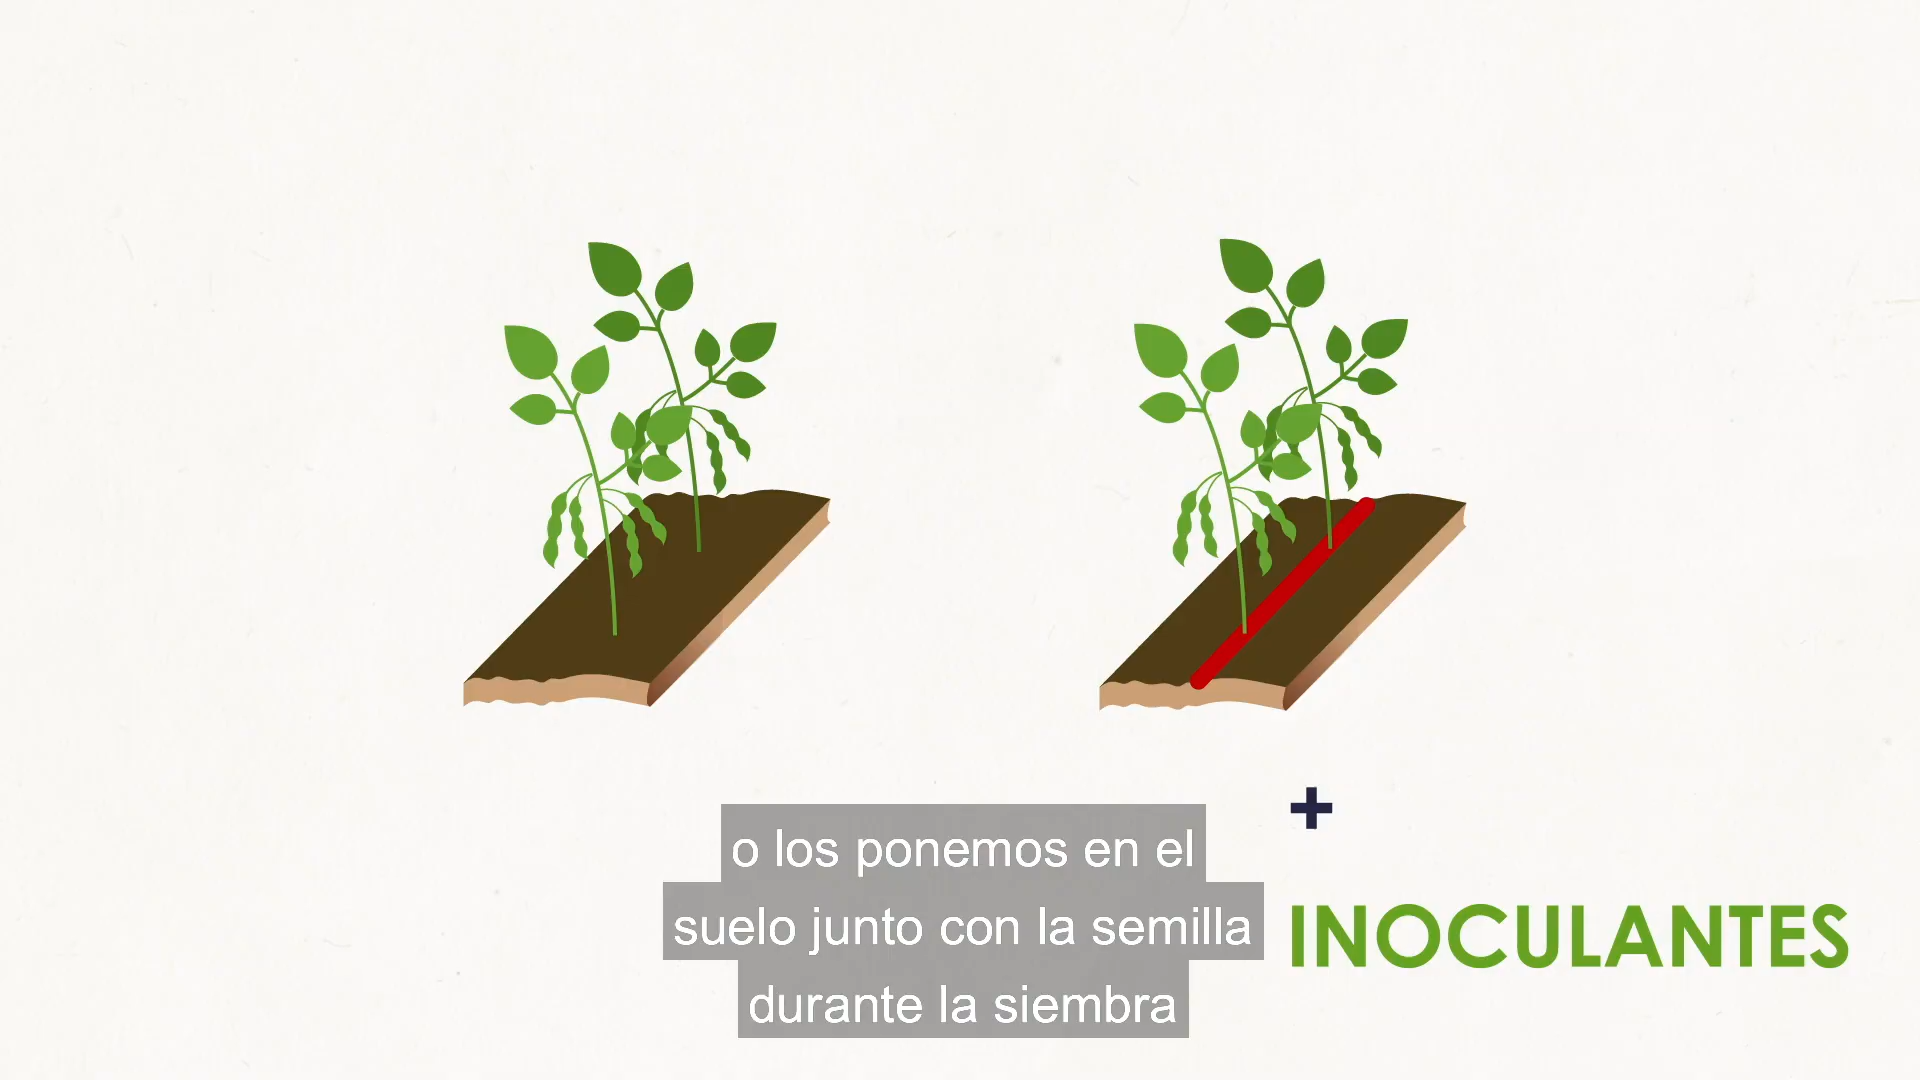 +
o los ponemos en el
suelo junto con la semilla
durante la siembra
INOCULANTES